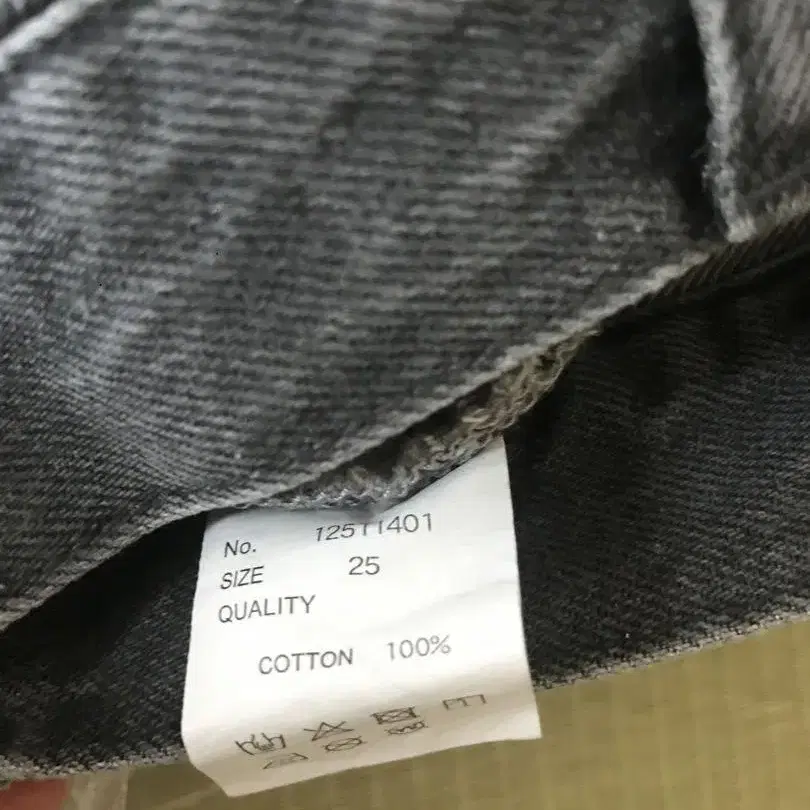 No. 12511401
SIZE 25
QUALITY
COTTON 100%